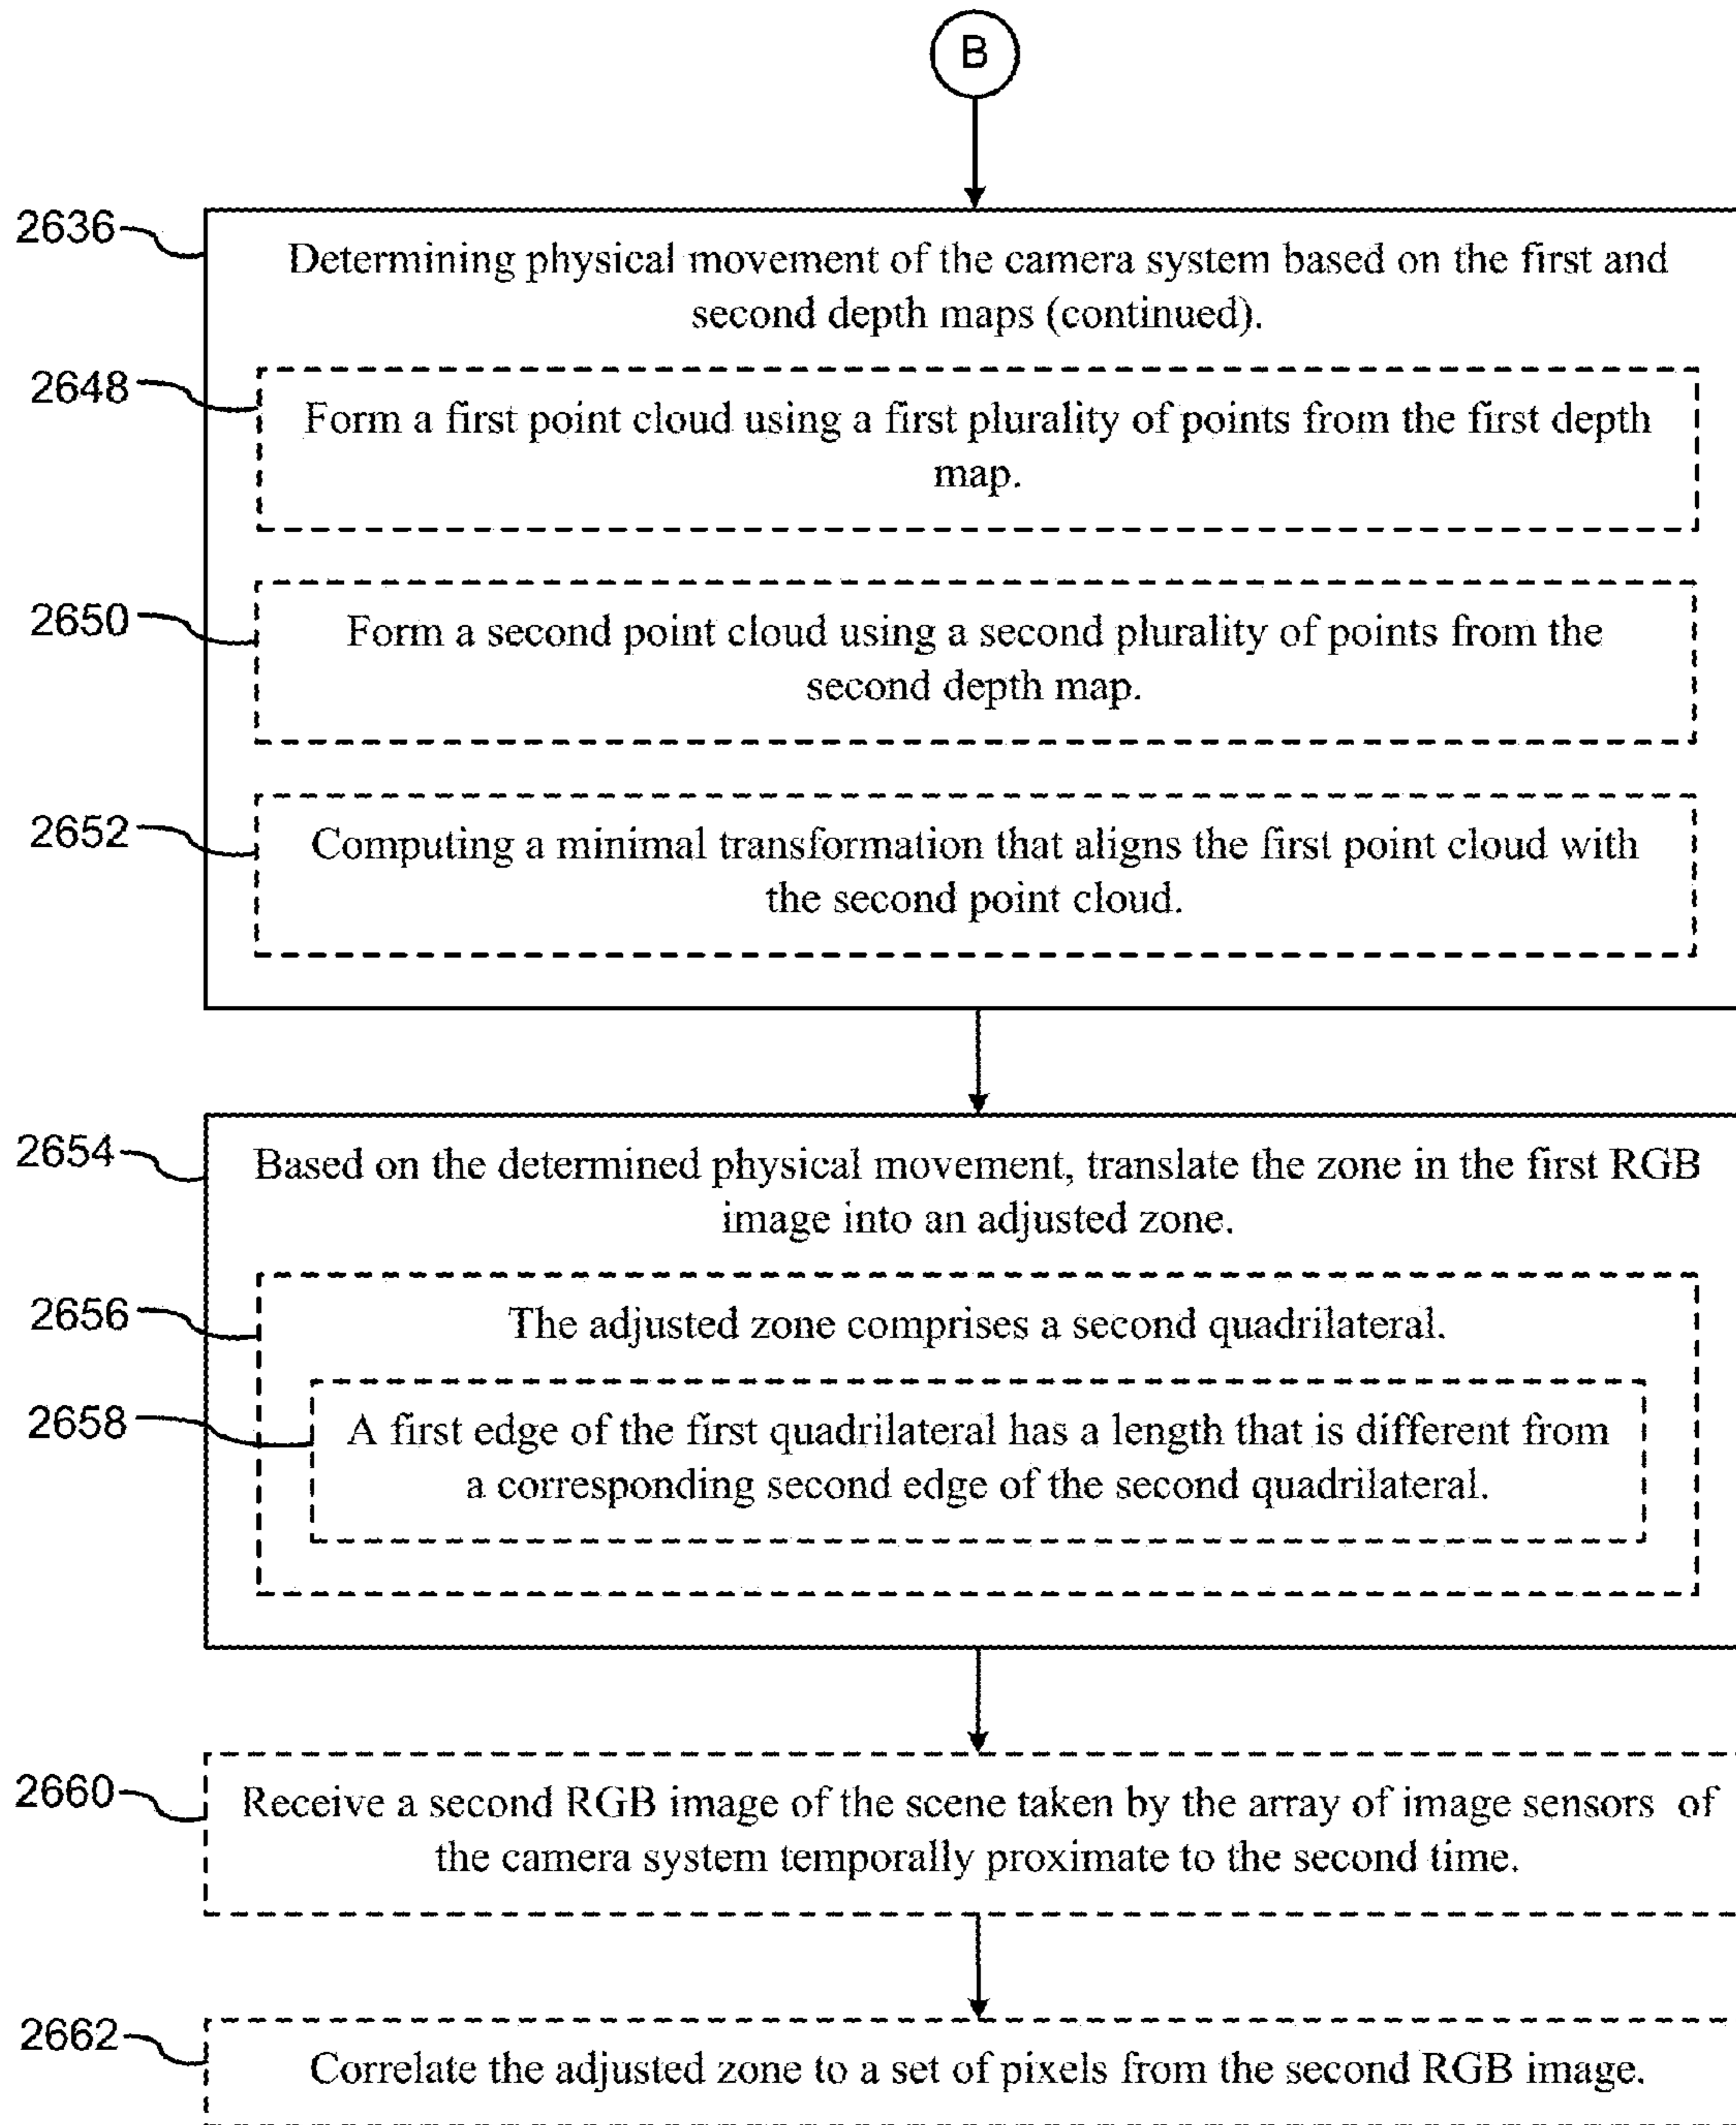 B
2636
Determining physical movement of the camera system based on the first and
second depth maps (continued).
2648
Form a first point cloud using a first plurality of points from the first depth
map.
2650
Form a second point cloud using a second plurality of points from the
second depth map.
2652
Computing a minimal transformation that aligns the first point cloud with
the second point cloud.
2654
Based on the determined physical movement, translate the zone in the first RGB
image into an adjusted zone.
2656
The adjusted zone comprises a second quadrilateral.
2658
A first edge of the first quadrilateral has a length that is different from
a corresponding second edge of the second quadrilateral.
2660
Receive a second RGB image of the scene taken by the array of image sensors of
the camera system temporally proximate to the second time.
2662
Correlate the adjusted zone to a set of pixels from the second RGB image.